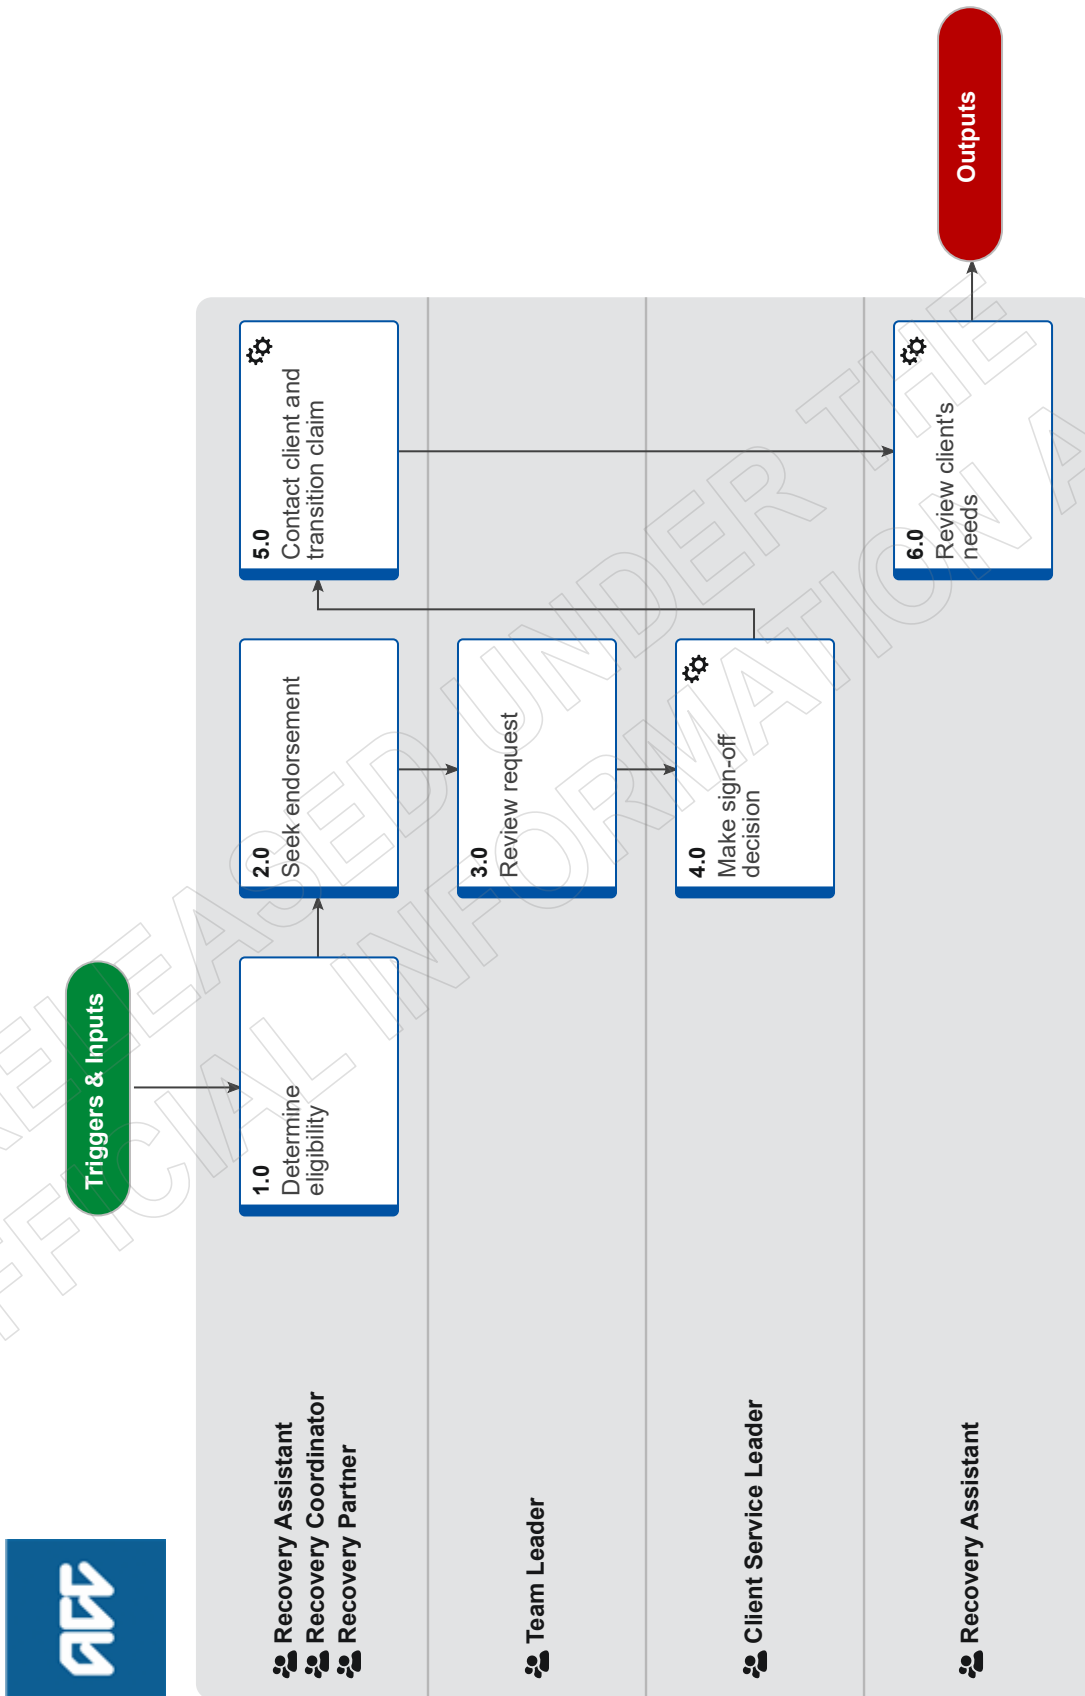 ACC
Triggers & Inputs
Recovery Assistant
Recovery Coordinator
Recovery Partner
1.0
Determine
eligibility
2.0
Seek endorsement
5.0
Contact client and
transition claim
Team Leader
3.0
Review request
Client Service Leader
4.0
Make sign-off
decision
Recovery Assistant
6.0
Review client's
needs
Outputs
RELEASED UNDER THE
OFFICIAL INFORMATION A